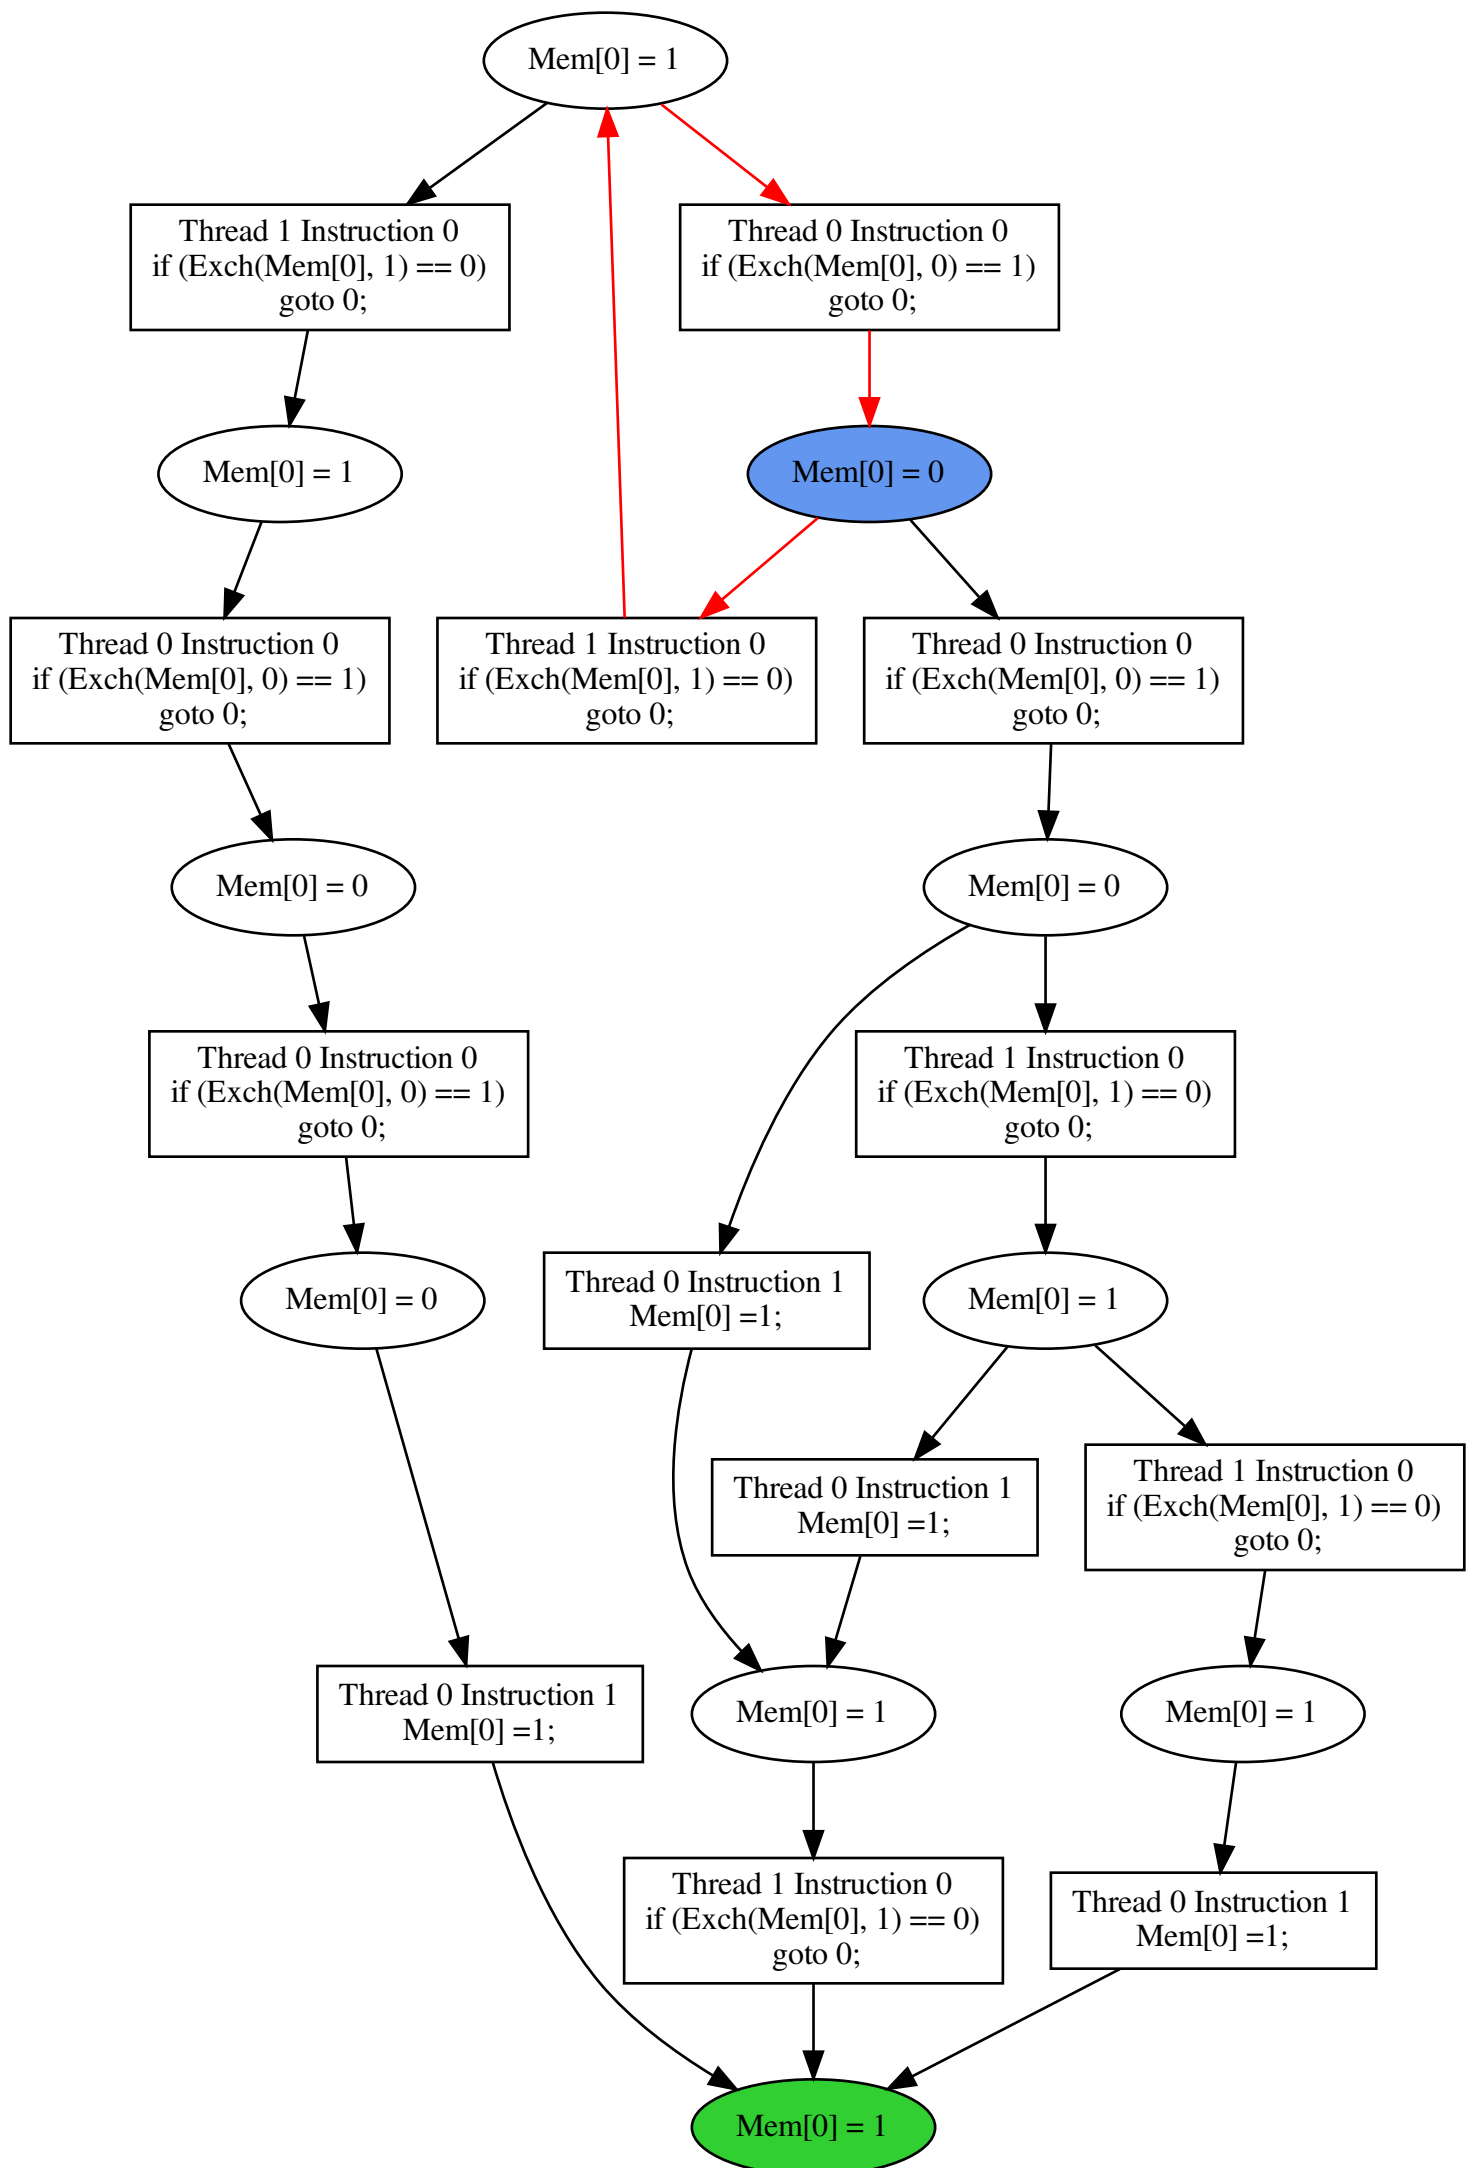 Mem[0] = 1
Thread 1 Instruction 0
if (Exch(Mem[0], 1) == 0)
goto 0;
Thread 0 Instruction 0
if (Exch(Mem[0], 0) == 1)
goto 0;
Mem[0] = 1
Mem[0] = 0
Thread 0 Instruction 0
if (Exch(Mem[0], 0) == 1)
goto 0;
Thread 1 Instruction 0
if (Exch(Mem[0], 1) == 0)
goto 0;
Thread 0 Instruction 0
if (Exch(Mem[0], 0) == 1)
goto 0;
Mem[0] = 0
Mem[0] = 0
Thread 0 Instruction 0
if (Exch(Mem[0], 0) == 1)
goto 0;
Thread 1 Instruction 0
if (Exch(Mem[0], 1) == 0)
goto 0;
Mem[0] = 0
Thread 0 Instruction 1
Mem[0] =1;
Mem[0] = 1
Thread 0 Instruction 1
Mem[0] =1;
Thread 1 Instruction 0
if (Exch(Mem[0], 1) == 0)
goto 0;
Thread 0 Instruction 1
Mem[0] =1;
Mem[0] = 1
Mem[0] = 1
Thread 1 Instruction 0
if (Exch(Mem[0], 1) == 0)
goto 0;
Thread 0 Instruction 1
Mem[0] =1;
Mem[0] = 1